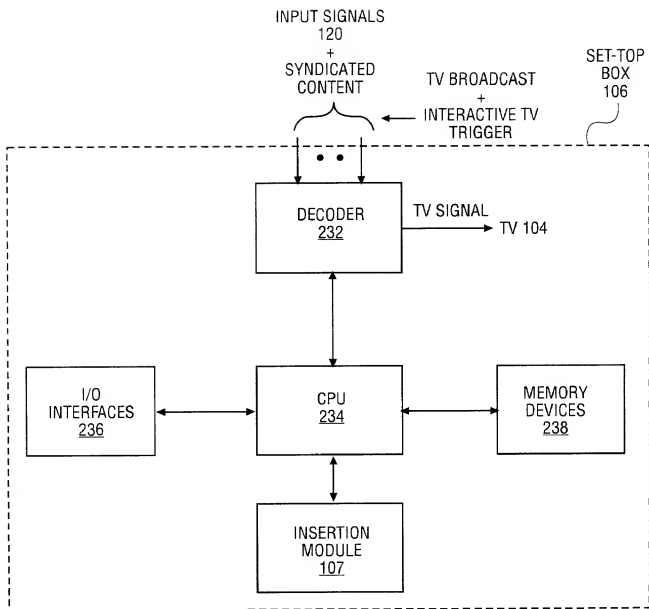 INPUT SIGNALS
120
+
SYNDICATED
CONTENT
TV BROADCAST
+
INTERACTIVE TV
TRIGGER
SET-TOP
BOX
106
DECODER
232
TV SIGNAL
TV 104
I/O
INTERFACES
236
CPU
234
MEMORY
DEVICES
238
INSERTION
MODULE
107